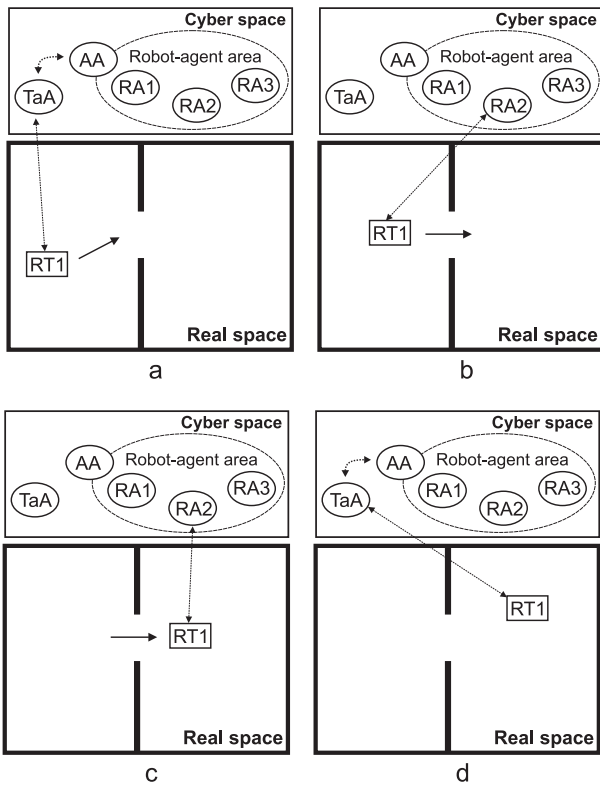 Cyber space
AA
Robot-agent area
TaA
RA1
RA2
RA3
RT1
Real space
a
Cyber space
AA
Robot-agent area
TaA
RA1
RA2
RA3
RT1
Real space
b
Cyber space
AA
Robot-agent area
TaA
RA1
RA2
RA3
RT1
Real space
c
Cyber space
AA
Robot-agent area
TaA
RA1
RA2
RA3
RT1
Real space
d